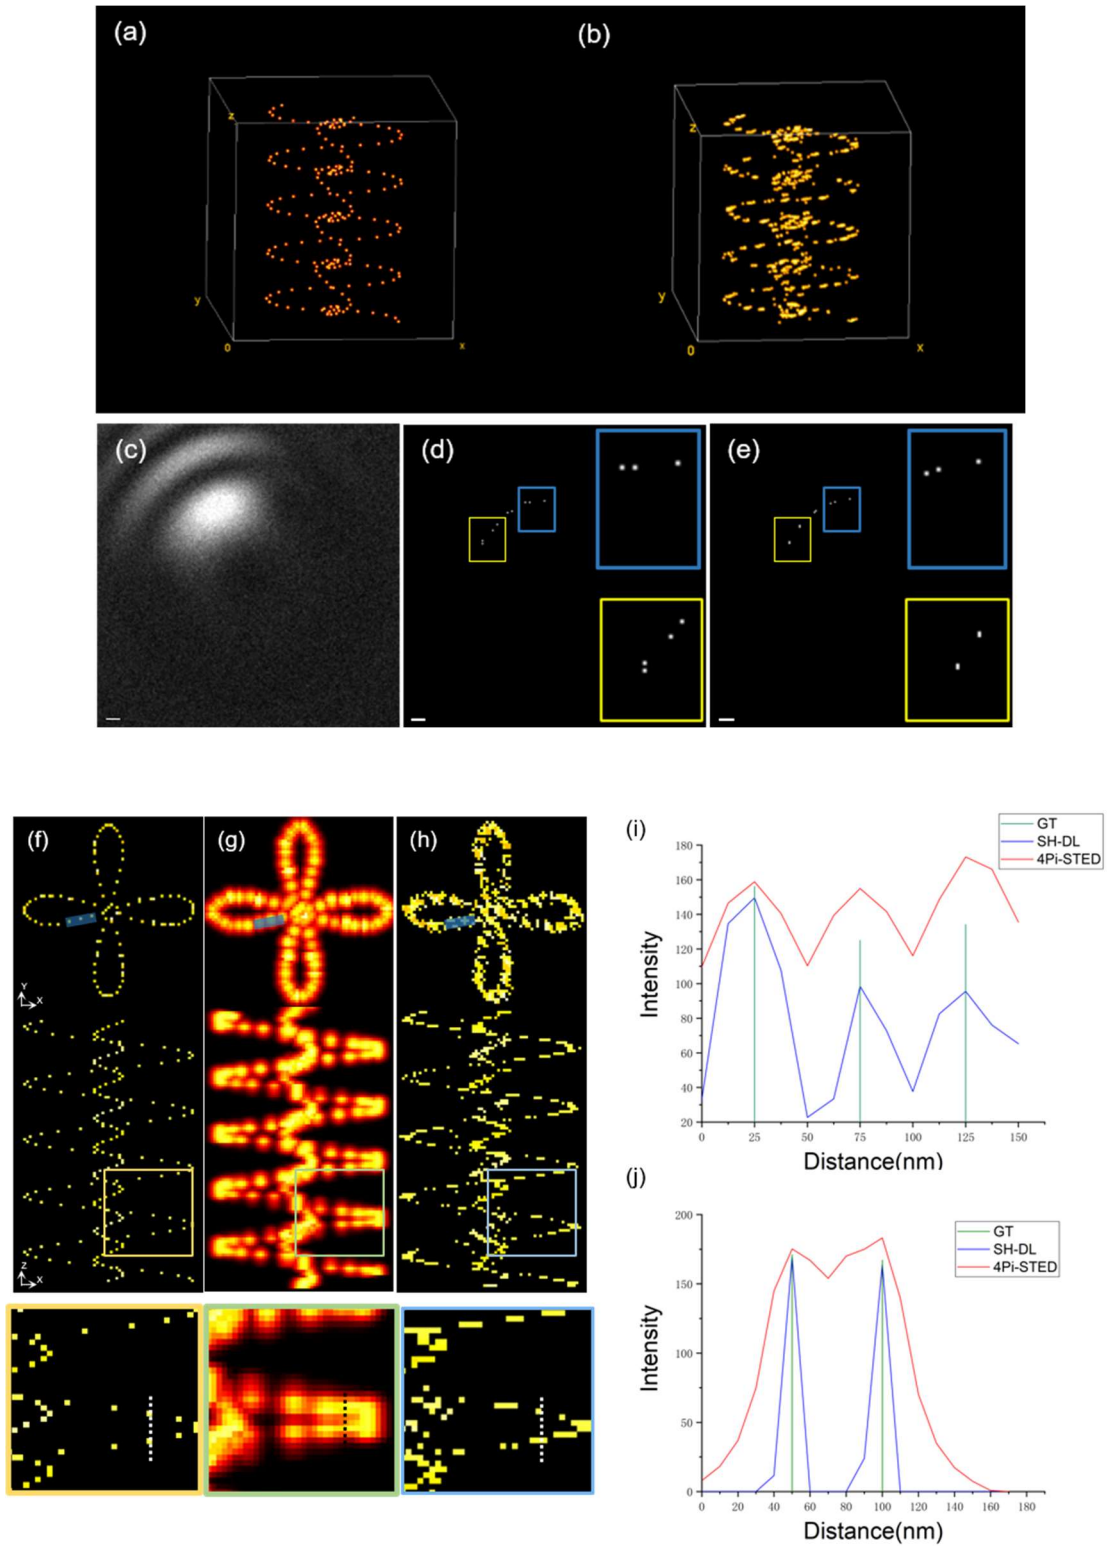 (a)
(b)
z
y
0
x
z
y
0
x
(c)
(d)
(e)
(f)
(g)
(h)
Y
X
Z
X
(i)
GT
SH-DL
4Pi-STED
180
160
140
120
100
80
60
40
20
Intensity
0 25 50 75 100 125 150
Distance(nm)
(j)
GT
SH-DL
4Pi-STED
200
150
100
50
0
Intensity
0 20 40 60 80 100 120 140 160 180
Distance(nm)